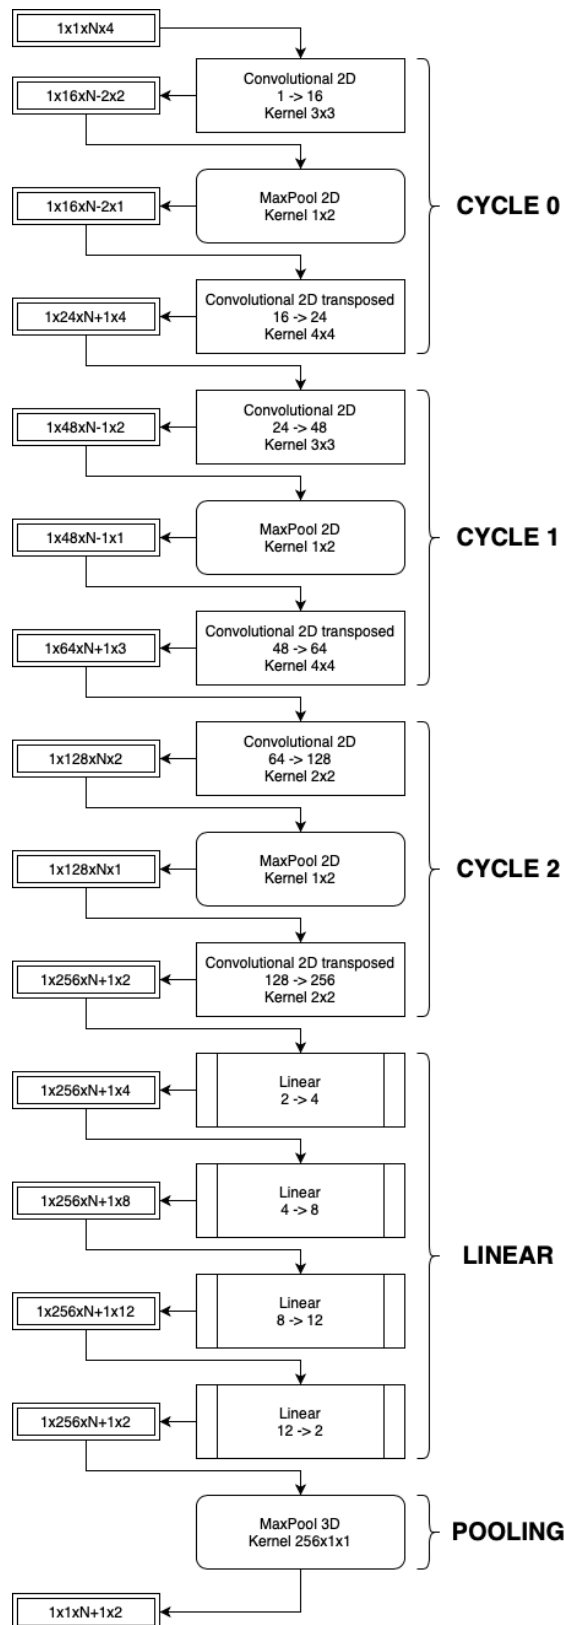 1x1xNx4
Convolutional 2D
1 -> 16
Kernel 3x3
1x16xN-2x2
MaxPool 2D
Kernel 1x2
1x16xN-2x1
CYCLE 0
Convolutional 2D transposed
16 -> 24
Kernel 4x4
1x24xN+1x4
Convolutional 2D
24 -> 48
Kernel 3x3
1x48xN-1x2
MaxPool 2D
Kernel 1x2
1x48xN-1x1
CYCLE 1
Convolutional 2D transposed
48 -> 64
Kernel 4x4
1x64xN+1x3
Convolutional 2D
64 -> 128
Kernel 2x2
1x128xNx2
MaxPool 2D
Kernel 1x2
1x128xNx1
CYCLE 2
Convolutional 2D transposed
128 -> 256
Kernel 2x2
1x256xN+1x2
Linear
2 -> 4
1x256xN+1x4
Linear
4 -> 8
1x256xN+1x8
LINEAR
Linear
8 -> 12
1x256xN+1x12
Linear
12 -> 2
1x256xN+1x2
MaxPool 3D
Kernel 256x1x1
POOLING
1x1xN+1x2